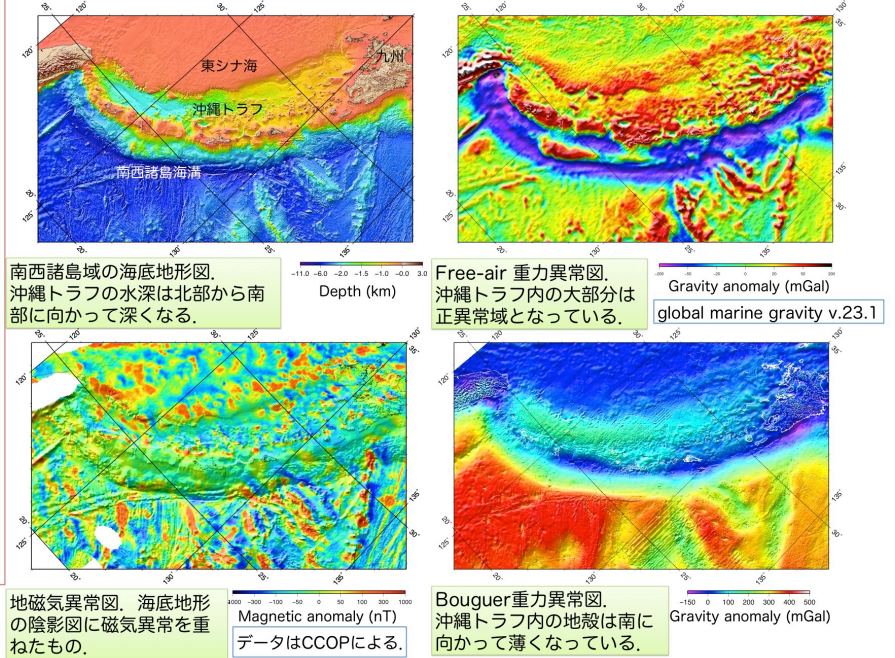 東シナ海
九州
沖縄トラフ
南西諸島海溝
25°
125°
130°
120°
35°
20°
125°
135°
30°
20°
130°
25°
135°
南西諸島域の海底地形図.
沖縄トラフの水深は北部から南
部に向かって深くなる.
-11.0 -6.0 -2.0 -1.5 -1.0 -0.0 3.0
Depth (km)
Free-air 重力異常図.
沖縄トラフ内の大部分は
正異常域となっている.
Gravity anomaly (mGal)
global marine gravity v.23.1
地磁気異常図. 海底地形
の陰影図に磁気異常を重
ねたもの.
-300 -100 -50 0 50 100 300 1000
Magnetic anomaly (nT)
データはCCOPによる.
Bouguer重力異常図.
沖縄トラフ内の地殻は南に
向かって薄くなっている.
-150 0 100 200 300 400 500
Gravity anomaly (mGal)